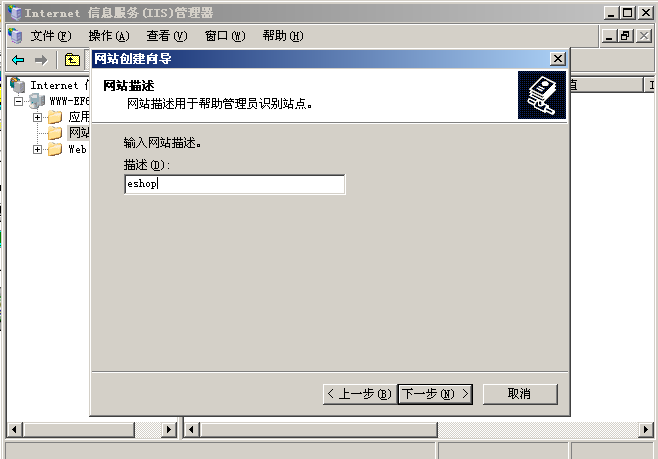 Internet 信息服务(IIS)管理器
文件(F) 操作(A) 查看(V) 窗口(W) 帮助(H)
网站创建向导
Internet
WWW-EF6
应用
网站
Web
值
网站描述
网站描述用于帮助管理员识别站点。
输入网站描述。
描述(D):
eshop
< 上一步(B) 下一步(N) > 取消